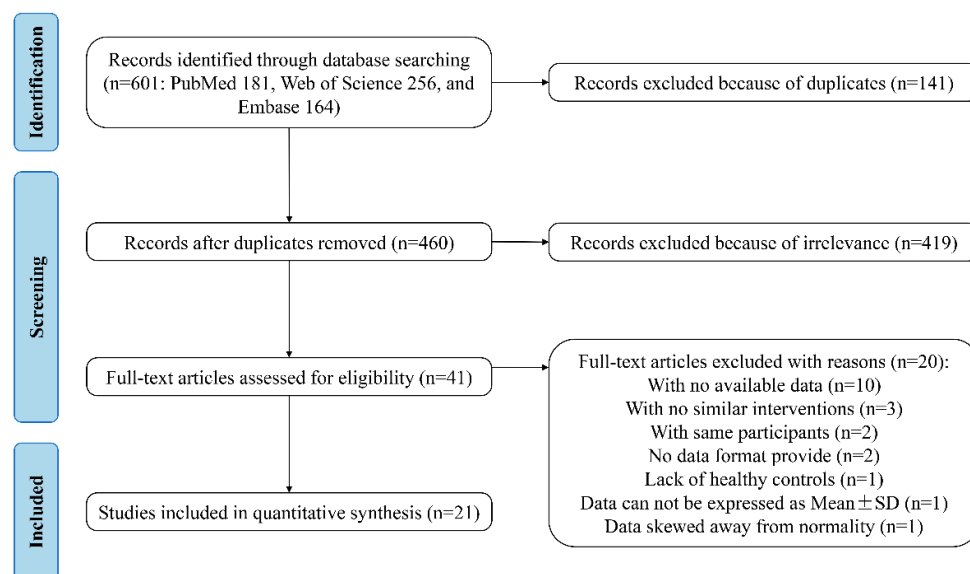 Identification
Records identified through database searching
(n=601: PubMed 181, Web of Science 256, and
Embase 164)
Records excluded because of duplicates (n=141)
Screening
Records after duplicates removed (n=460)
Records excluded because of irrelevance (n=419)
Full-text articles assessed for eligibility (n=41)
Full-text articles excluded with reasons (n=20):
With no available data (n=10)
With no similar interventions (n=3)
With same participants (n=2)
No data format provide (n=2)
Lack of healthy controls (n=1)
Data can not be expressed as Mean±SD (n=1)
Data skewed away from normality (n=1)
Included
Studies included in quantitative synthesis (n=21)